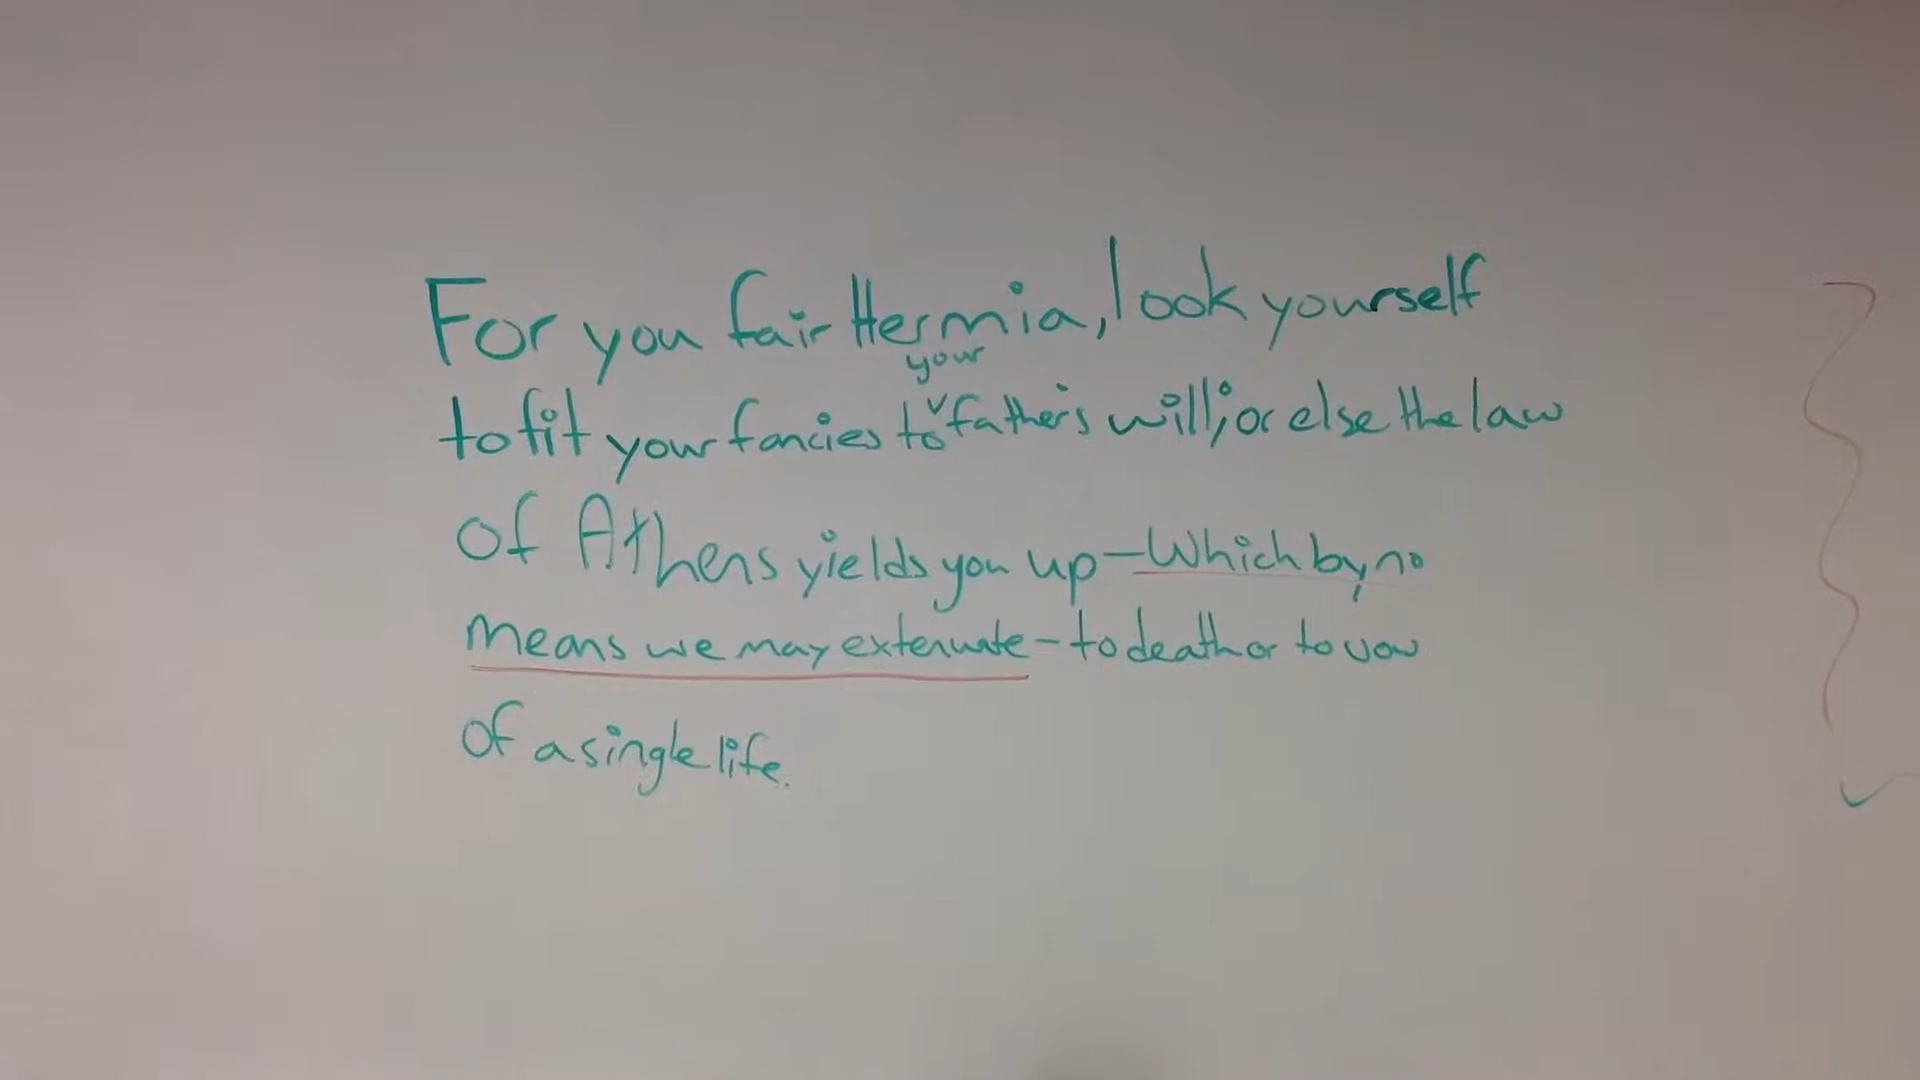 For you fair Hermia, look yourself
your
to fit your fancies to father's will; or else the law
of Athens yields you up - Which by no
means we may extenuate - to death or to vow
of a single life.